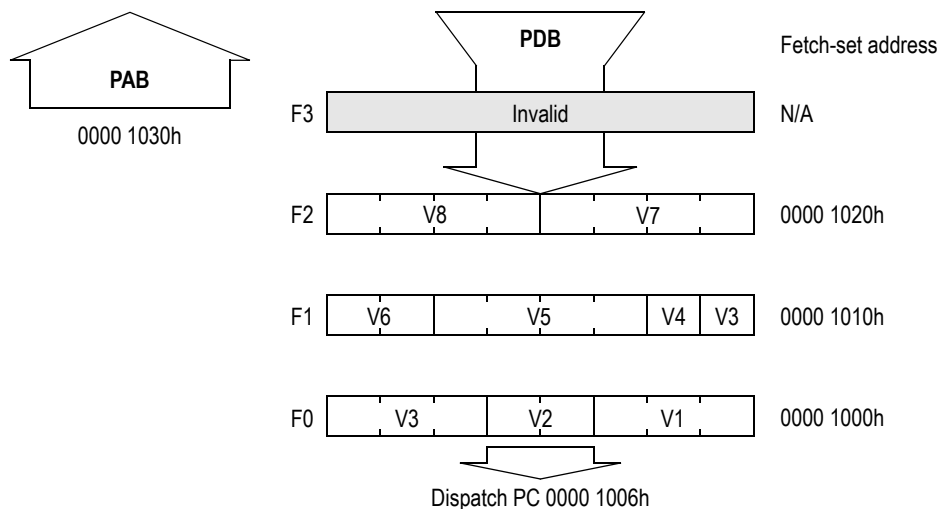 PDB
Fetch-set address
PAB
0000 1030h
F3 Invalid N/A
F2 V8 V7 0000 1020h
F1 V6 V5 V4 V3 0000 1010h
F0 V3 V2 V1 0000 1000h
Dispatch PC 0000 1006h